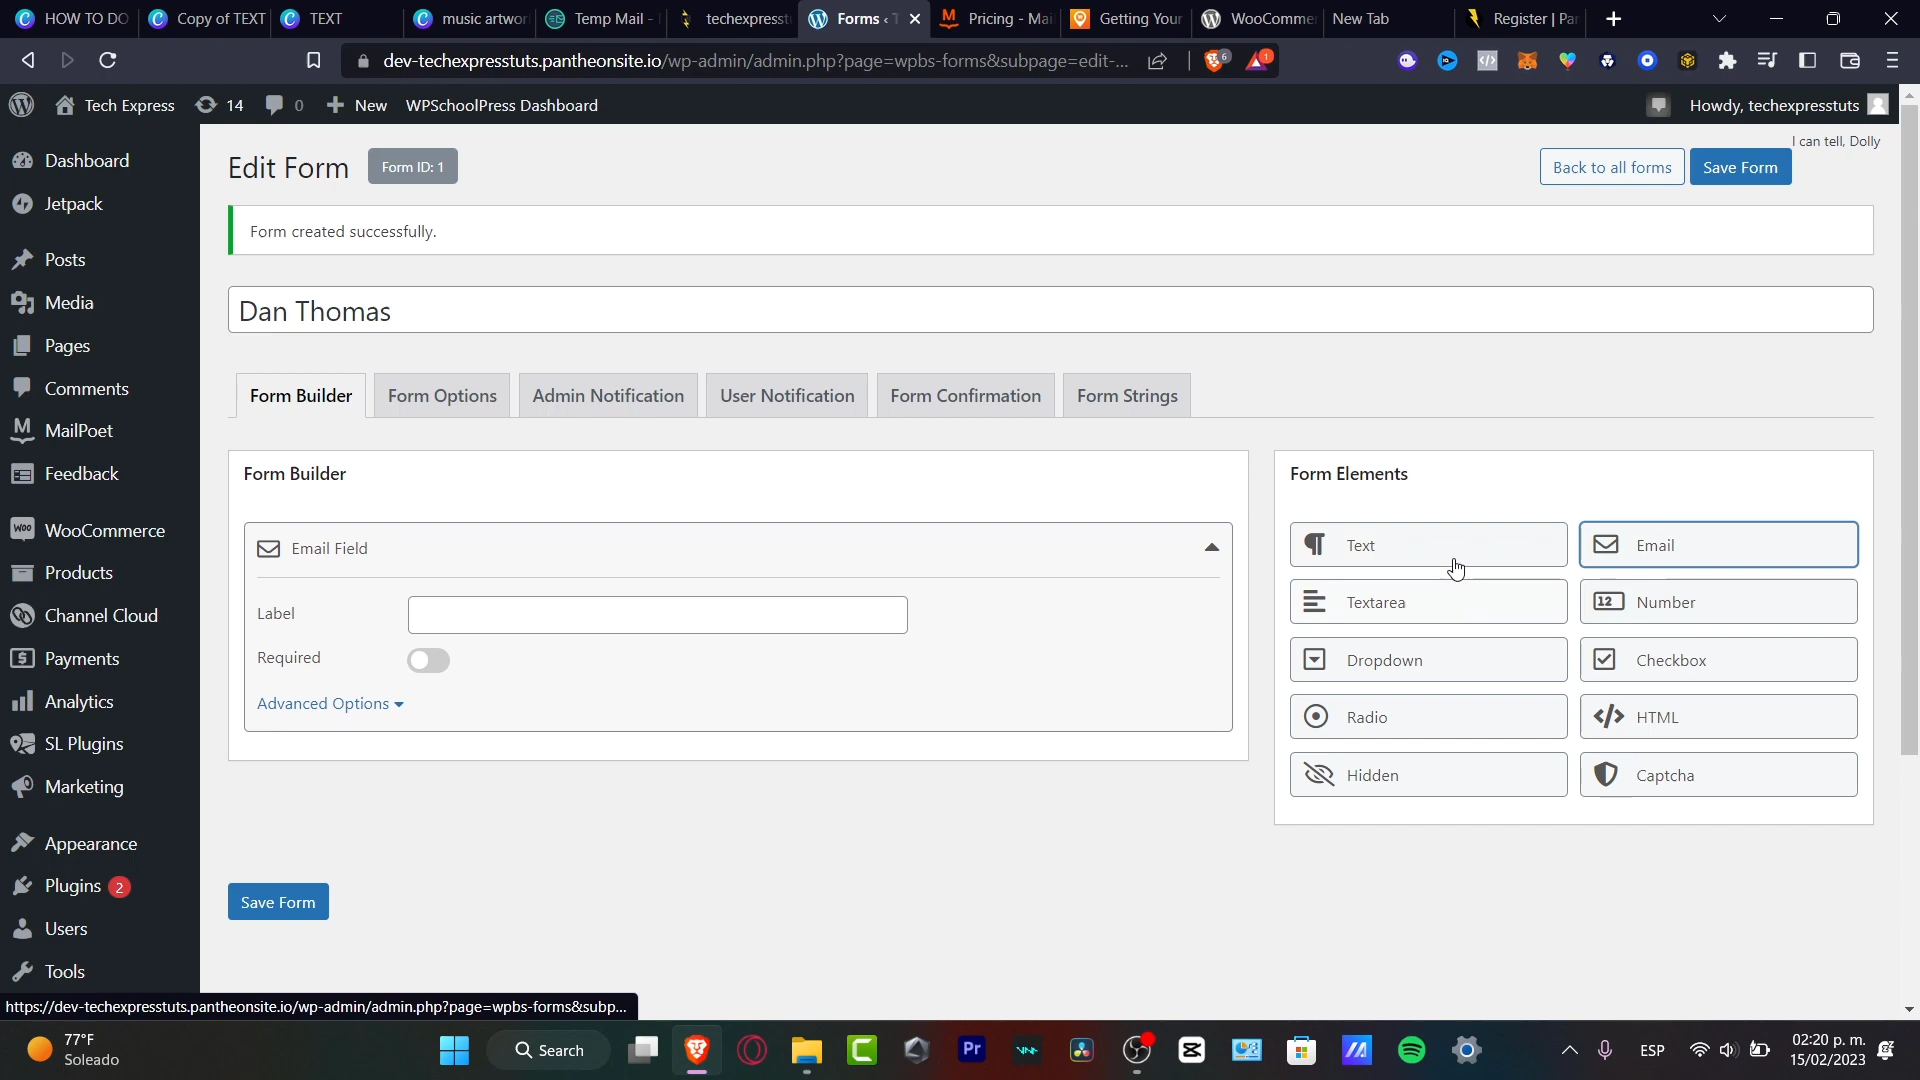 HOW TO DO
Copy of TEXT
TEXT
music artwor
Temp Mail -
techexpresst
Forms ‹ T
Pricing - Mai
Getting Your
WooCommer
New Tab
Register | Pa
dev-techexpresstuts.pantheonsite.io/wp-admin/admin.php?page=wpbs-forms&subpage=edit-...
6
1
Tech Express
14
0
New
WPSchoolPress Dashboard
Howdy, techexpresstuts
I can tell, Dolly
Dashboard
Jetpack
Posts
Media
Pages
Comments
MailPoet
Feedback
WooCommerce
Products
Channel Cloud
Payments
Analytics
SL Plugins
Marketing
Appearance
Plugins 2
Users
Tools
Edit Form
Form ID: 1
Back to all forms
Save Form
Form created successfully.
Dan Thomas
Form Builder
Form Options
Admin Notification
User Notification
Form Confirmation
Form Strings
Form Builder
Email Field
Label
Required
Advanced Options
Form Elements
Text
Email
Textarea
Number
Dropdown
Checkbox
Radio
HTML
Hidden
Captcha
Save Form
https://dev-techexpresstuts.pantheonsite.io/wp-admin/admin.php?page=wpbs-forms&subp...
77°F
Soleado
Search
Pr
ESP
02:20 p. m.
15/02/2023